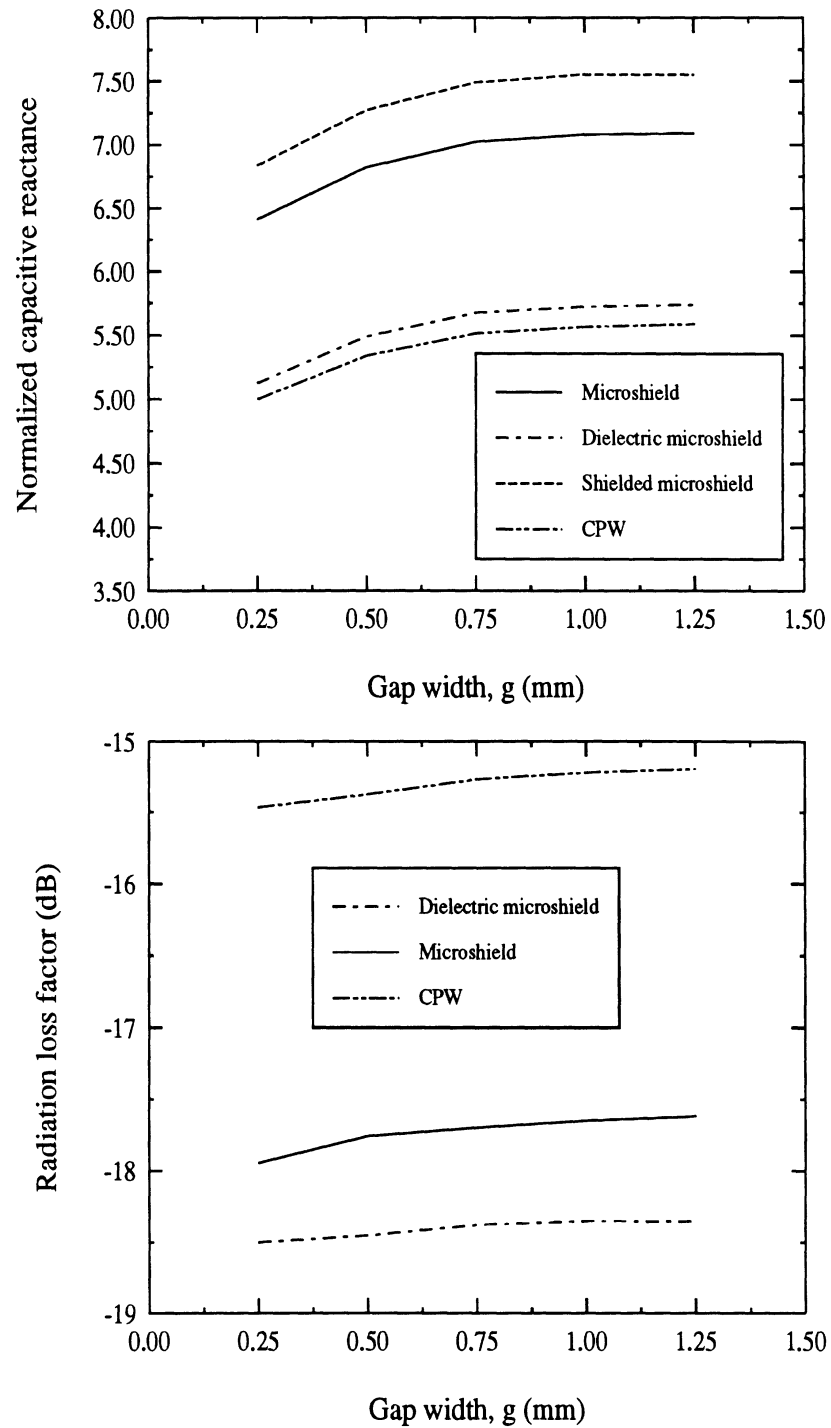 8.00
7.50
7.00
6.50
6.00
5.50
5.00
4.50
4.00
3.50
Normalized capacitive reactance
Microshield
Dielectric microshield
Shielded microshield
CPW
0.00 0.25 0.50 0.75 1.00 1.25 1.50
Gap width, g (mm)
-15
-16
-17
-18
-19
Radiation loss factor (dB)
Dielectric microshield
Microshield
CPW
0.00 0.25 0.50 0.75 1.00 1.25 1.50
Gap width, g (mm)